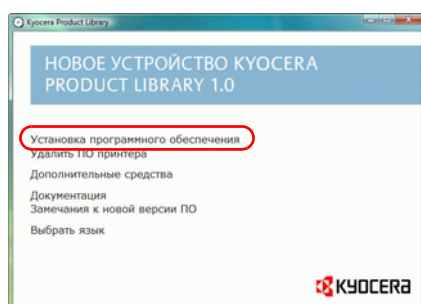 Kyocera Product Library
НОВОЕ УСТРОЙСТВО KYOCERA
PRODUCT LIBRARY 1.0
Установка программного обеспечения
Удалить ПО принтера
Дополнительные средства
Документация
Замечания к новой версии ПО
Выбрать язык
KYOCERA